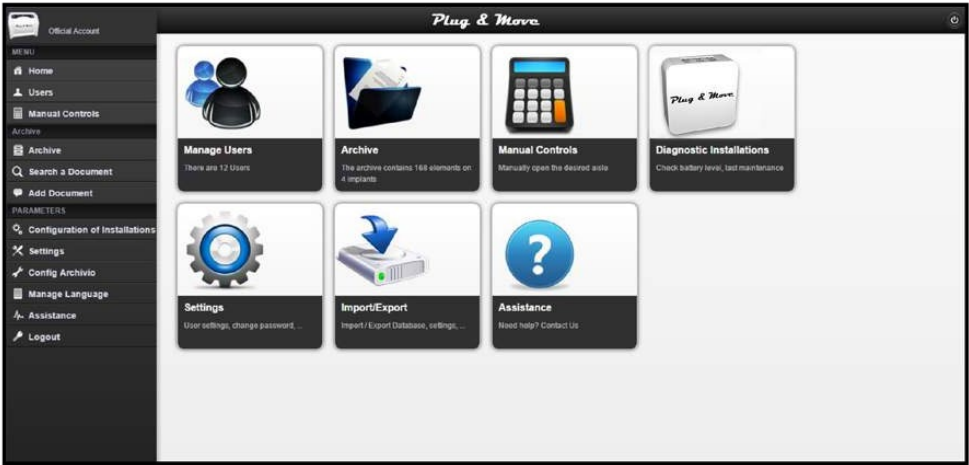 Plug & Move
Official Account
MENU
Home
Users
Manual Controls
Archive
Archive
Search a Document
Add Document
PARAMETERS
Configuration of Installations
Settings
Config Archivio
Manage Language
Assistance
Logout
Manage Users
There are 12 Users
Archive
The archive contains 168 elements on
4 implants
Manual Controls
Manually open the desired aisle
Plug & Move
Diagnostic Installations
Check battery level, last maintenance
Settings
User settings, change password, ...
Import/Export
Import / Export Database, settings, ...
Assistance
Need help? Contact Us